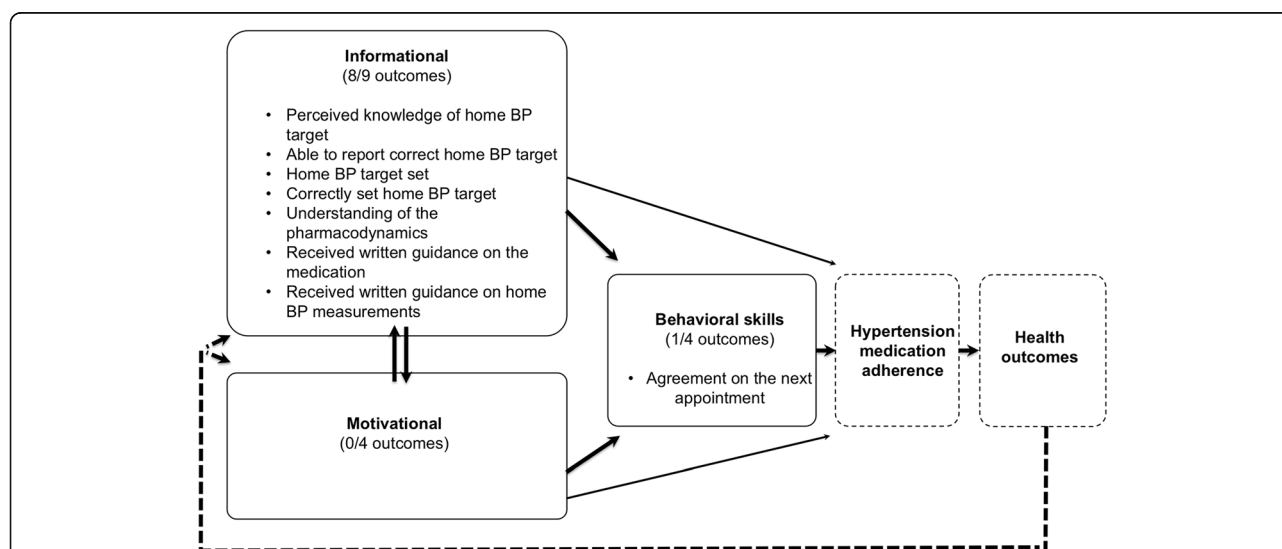 Informational
(8/9 outcomes)
• Perceived knowledge of home BP
target
• Able to report correct home BP target
• Home BP target set
• Correctly set home BP target
• Understanding of the
pharmacodynamics
• Received written guidance on the
medication
• Received written guidance on home
BP measurements
Motivational
(0/4 outcomes)
Behavioral skills
(1/4 outcomes)
• Agreement on the next
appointment
Hypertension
medication
adherence
Health
outcomes